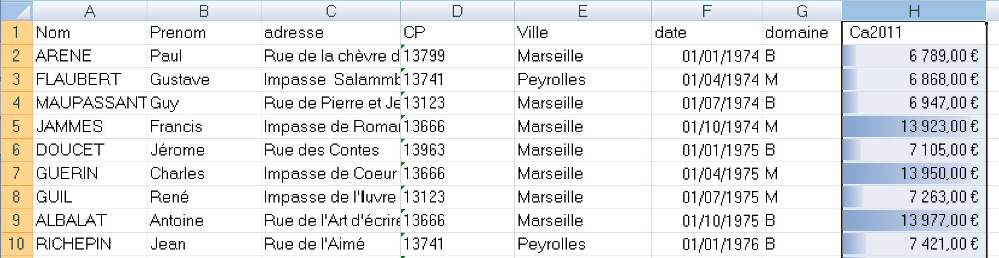 A B C D E F G H
1 Nom Prenom adresse CP Ville date domaine Ca2011
2 ARENE Paul Rue de la chèvre d 13799 Marseille 01/01/1974 B 6 789,00 €
3 FLAUBERT Gustave Impasse Salammb 13741 Peyrolles 01/04/1974 M 6 868,00 €
4 MAUPASSANT Guy Rue de Pierre et Je 13123 Marseille 01/07/1974 B 6 947,00 €
5 JAMMES Francis Impasse de Roman 13666 Marseille 01/10/1974 M 13 923,00 €
6 DOUCET Jérome Rue des Contes 13963 Marseille 01/01/1975 B 7 105,00 €
7 GUERIN Charles Impasse de Coeur 13666 Marseille 01/04/1975 M 13 950,00 €
8 GUIL René Impasse de l'Iuvre 13123 Marseille 01/07/1975 M 7 263,00 €
9 ALBALAT Antoine Rue de l'Art d'écrire 13666 Marseille 01/10/1975 B 13 977,00 €
10 RICHEPIN Jean Rue de l'Aimé 13741 Peyrolles 01/01/1976 B 7 421,00 €